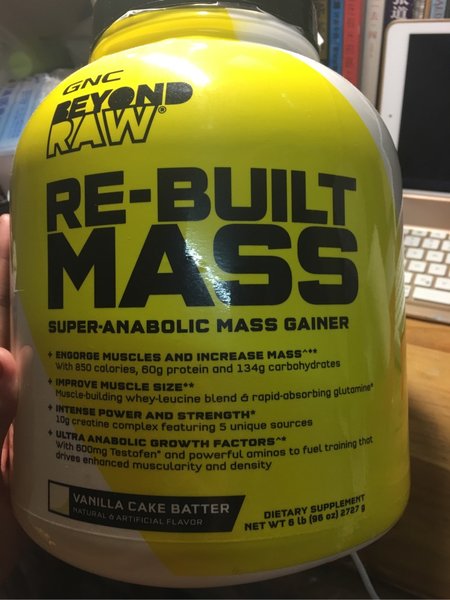 GNC
BEYOND
RAW®
RE-BUILT
MASS
SUPER-ANABOLIC MASS GAINER
+ ENGORGE MUSCLES AND INCREASE MASS^**
With 850 calories, 60g protein and 134g carbohydrates
+ IMPROVE MUSCLE SIZE**
Muscle-building whey-leucine blend & rapid-absorbing glutamine*
+ INTENSE POWER AND STRENGTH*
10g creatine complex featuring 5 unique sources
+ ULTRA ANABOLIC GROWTH FACTORS^*
With 600mg Testofen® and powerful aminos to fuel training that
drives enhanced muscularity and density
VANILLA CAKE BATTER
NATURAL & ARTIFICIAL FLAVOR
DIETARY SUPPLEMENT
NET WT 6 lb (96 oz) 2727 g